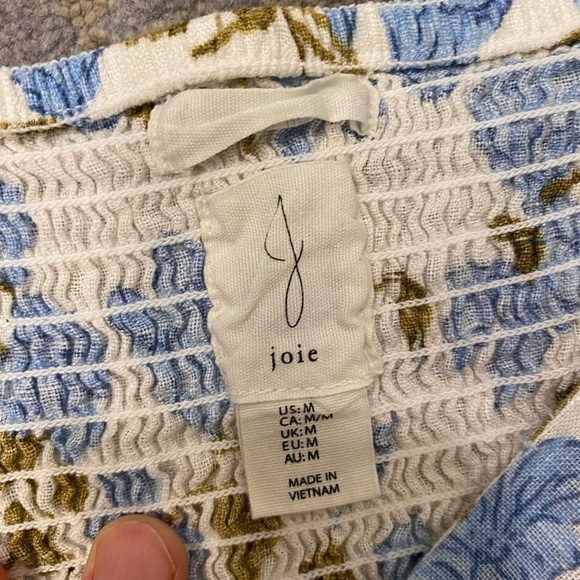 J
joie
US: M
CA: M/M
UK: M
EU: M
AU: M
MADE IN
VIETNAM